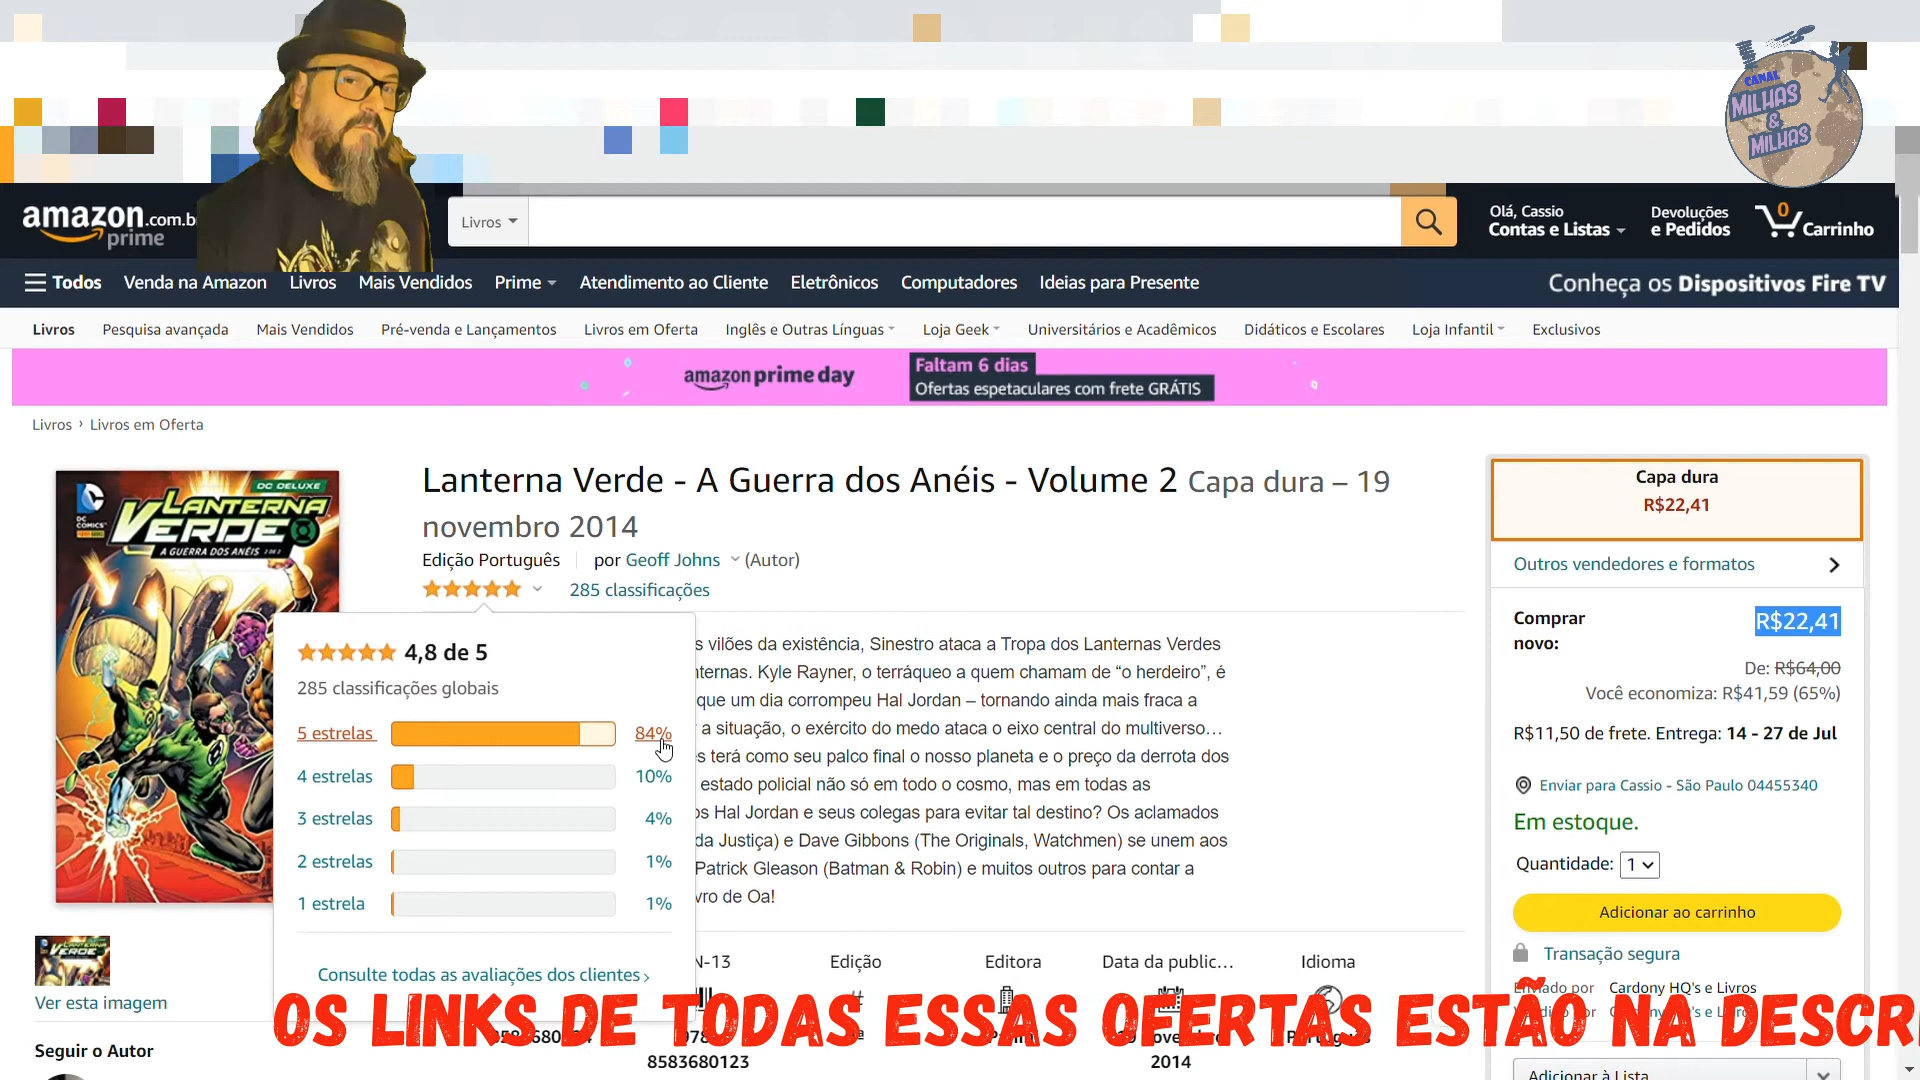 CANAL
MILHAS
&
MILHAS
amazon.com.b
prime
Livros
Olá, Cassio
Contas e Listas
Devoluções
e Pedidos
0
Carrinho
Todos
Venda na Amazon
Livros
Mais Vendidos
Prime
Atendimento ao Cliente
Eletrônicos
Computadores
Ideias para Presente
Conheça os Dispositivos Fire TV
Livros
Pesquisa avançada
Mais Vendidos
Pré-venda e Lançamentos
Livros em Oferta
Inglês e Outras Línguas
Loja Geek
Universitários e Acadêmicos
Didáticos e Escolares
Loja Infantil
Exclusivos
amazon prime day
Faltam 6 dias
Ofertas espetaculares com frete GRÁTIS
Livros › Livros em Oferta
DC DELUXE
DC
COMICS
LANTERNA
VERDE
A GUERRA DOS ANÉIS 2 DE 2
Ver esta imagem
Seguir o Autor
Lanterna Verde - A Guerra dos Anéis - Volume 2 Capa dura – 19
novembro 2014
Edição Português | por Geoff Johns (Autor)
285 classificações
4,8 de 5
285 classificações globais
5 estrelas 84%
4 estrelas 10%
3 estrelas 4%
2 estrelas 1%
1 estrela 1%
Consulte todas as avaliações dos clientes ›
s vilões da existência, Sinestro ataca a Tropa dos Lanternas Verdes
nternas. Kyle Rayner, o terráqueo a quem chamam de “o herdeiro”, é
que um dia corrompeu Hal Jordan – tornando ainda mais fraca a
a situação, o exército do medo ataca o eixo central do multiverso…
s terá como seu palco final o nosso planeta e o preço da derrota dos
estado policial não só em todo o cosmo, mas em todas as
os Hal Jordan e seus colegas para evitar tal destino? Os aclamados
da Justiça) e Dave Gibbons (The Originals, Watchmen) se unem aos
Patrick Gleason (Batman & Robin) e muitos outros para contar a
vro de Oa!
N-13
Edição
Editora
Data da public…
Idioma
8583680123
2014
Capa dura
R$22,41
Outros vendedores e formatos
Comprar
novo:
R$22,41
De: R$64,00
Você economiza: R$41,59 (65%)
R$11,50 de frete. Entrega: 14 - 27 de Jul
Enviar para Cassio - São Paulo 04455340
Em estoque.
Quantidade: 1
Adicionar ao carrinho
Transação segura
Enviado por Cardony HQ's e Livros
Adicionar à Lista
OS LINKS DE TODAS ESSAS OFERTAS ESTÃO NA DESCR